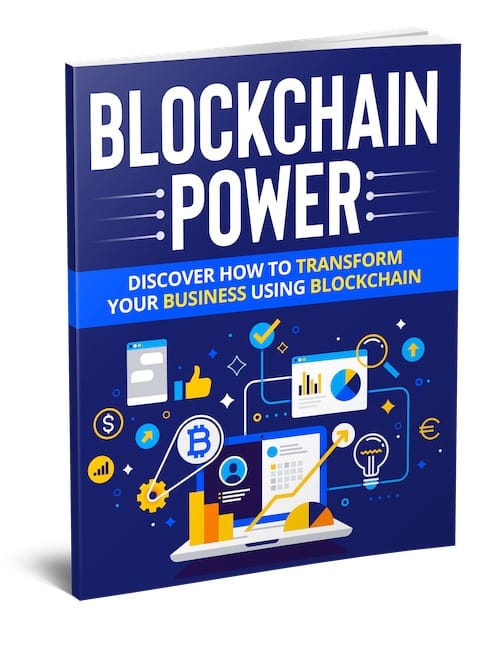 BLOCKCHAIN
POWER
DISCOVER HOW TO TRANSFORM
YOUR BUSINESS USING BLOCKCHAIN